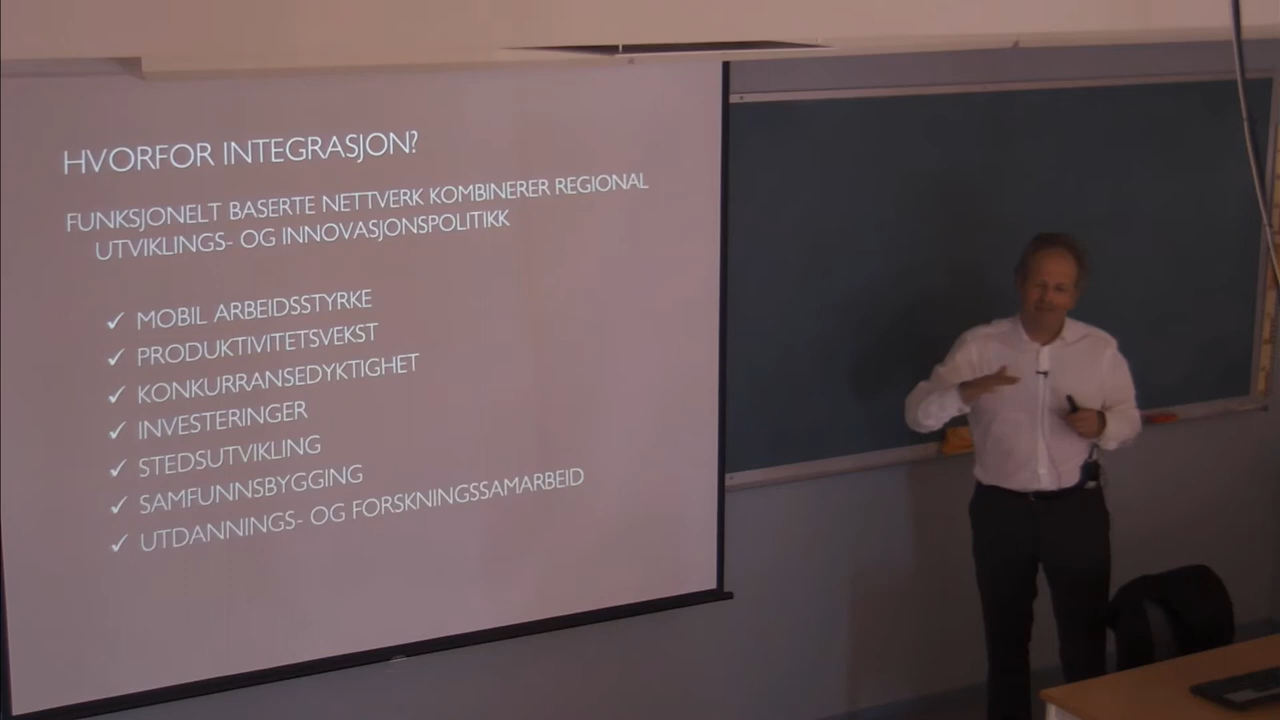 HVORFOR INTEGRASJON?
FUNKSJONELT BASERTE NETTVERK KOMBINERER REGIONAL
UTVIKLINGS- OG INNOVASJONSPOLITIKK
✓ MOBIL ARBEIDSSTYRKE
✓ PRODUKTIVITETSVEKST
✓ KONKURRANSEDYKTIGHET
✓ INVESTERINGER
✓ STEDSUTVIKLING
✓ SAMFUNNSBYGGING
✓ UTDANNINGS- OG FORSKNINGSSAMARBEID